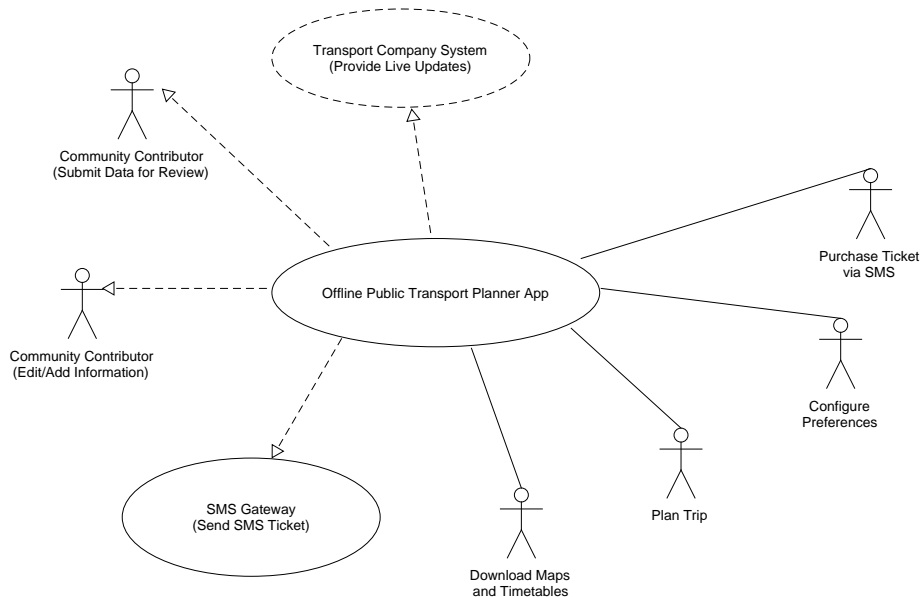 Transport Company System
(Provide Live Updates)
Community Contributor
(Submit Data for Review)
Purchase Ticket
via SMS
Offline Public Transport Planner App
Community Contributor
(Edit/Add Information)
Configure
Preferences
SMS Gateway
(Send SMS Ticket)
Plan Trip
Download Maps
and Timetables